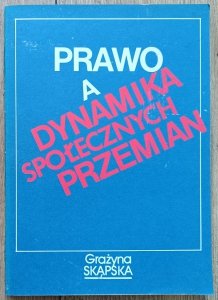 PRAWO
A
DYNAMIKA
SPOŁECZNYCH
PRZEMIAN
Grażyna
SKĄPSKA